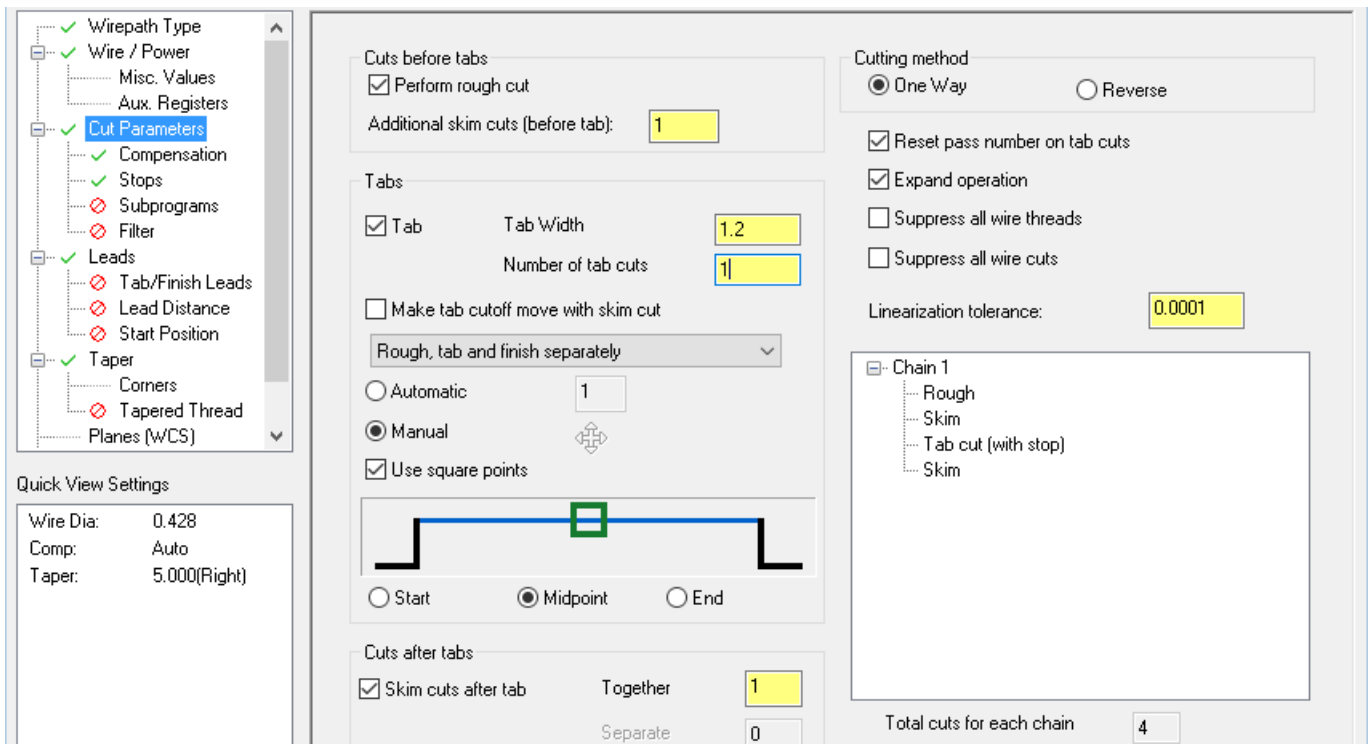 Wirepath Type
Wire / Power
Misc. Values
Aux. Registers
Cut Parameters
Compensation
Stops
Subprograms
Filter
Leads
Tab/Finish Leads
Lead Distance
Start Position
Taper
Corners
Tapered Thread
Planes (WCS)
Quick View Settings
Wire Dia: 0.428
Comp: Auto
Taper: 5.000(Right)
Cuts before tabs
Perform rough cut
Additional skim cuts (before tab): 1
Tabs
Tab Tab Width 1.2
Number of tab cuts 1
Make tab cutoff move with skim cut
Rough, tab and finish separately
Automatic 1
Manual
Use square points
Start Midpoint End
Cuts after tabs
Skim cuts after tab Together 1
Separate 0
Cutting method
One Way Reverse
Reset pass number on tab cuts
Expand operation
Suppress all wire threads
Suppress all wire cuts
Linearization tolerance: 0.0001
Chain 1
Rough
Skim
Tab cut (with stop)
Skim
Total cuts for each chain 4